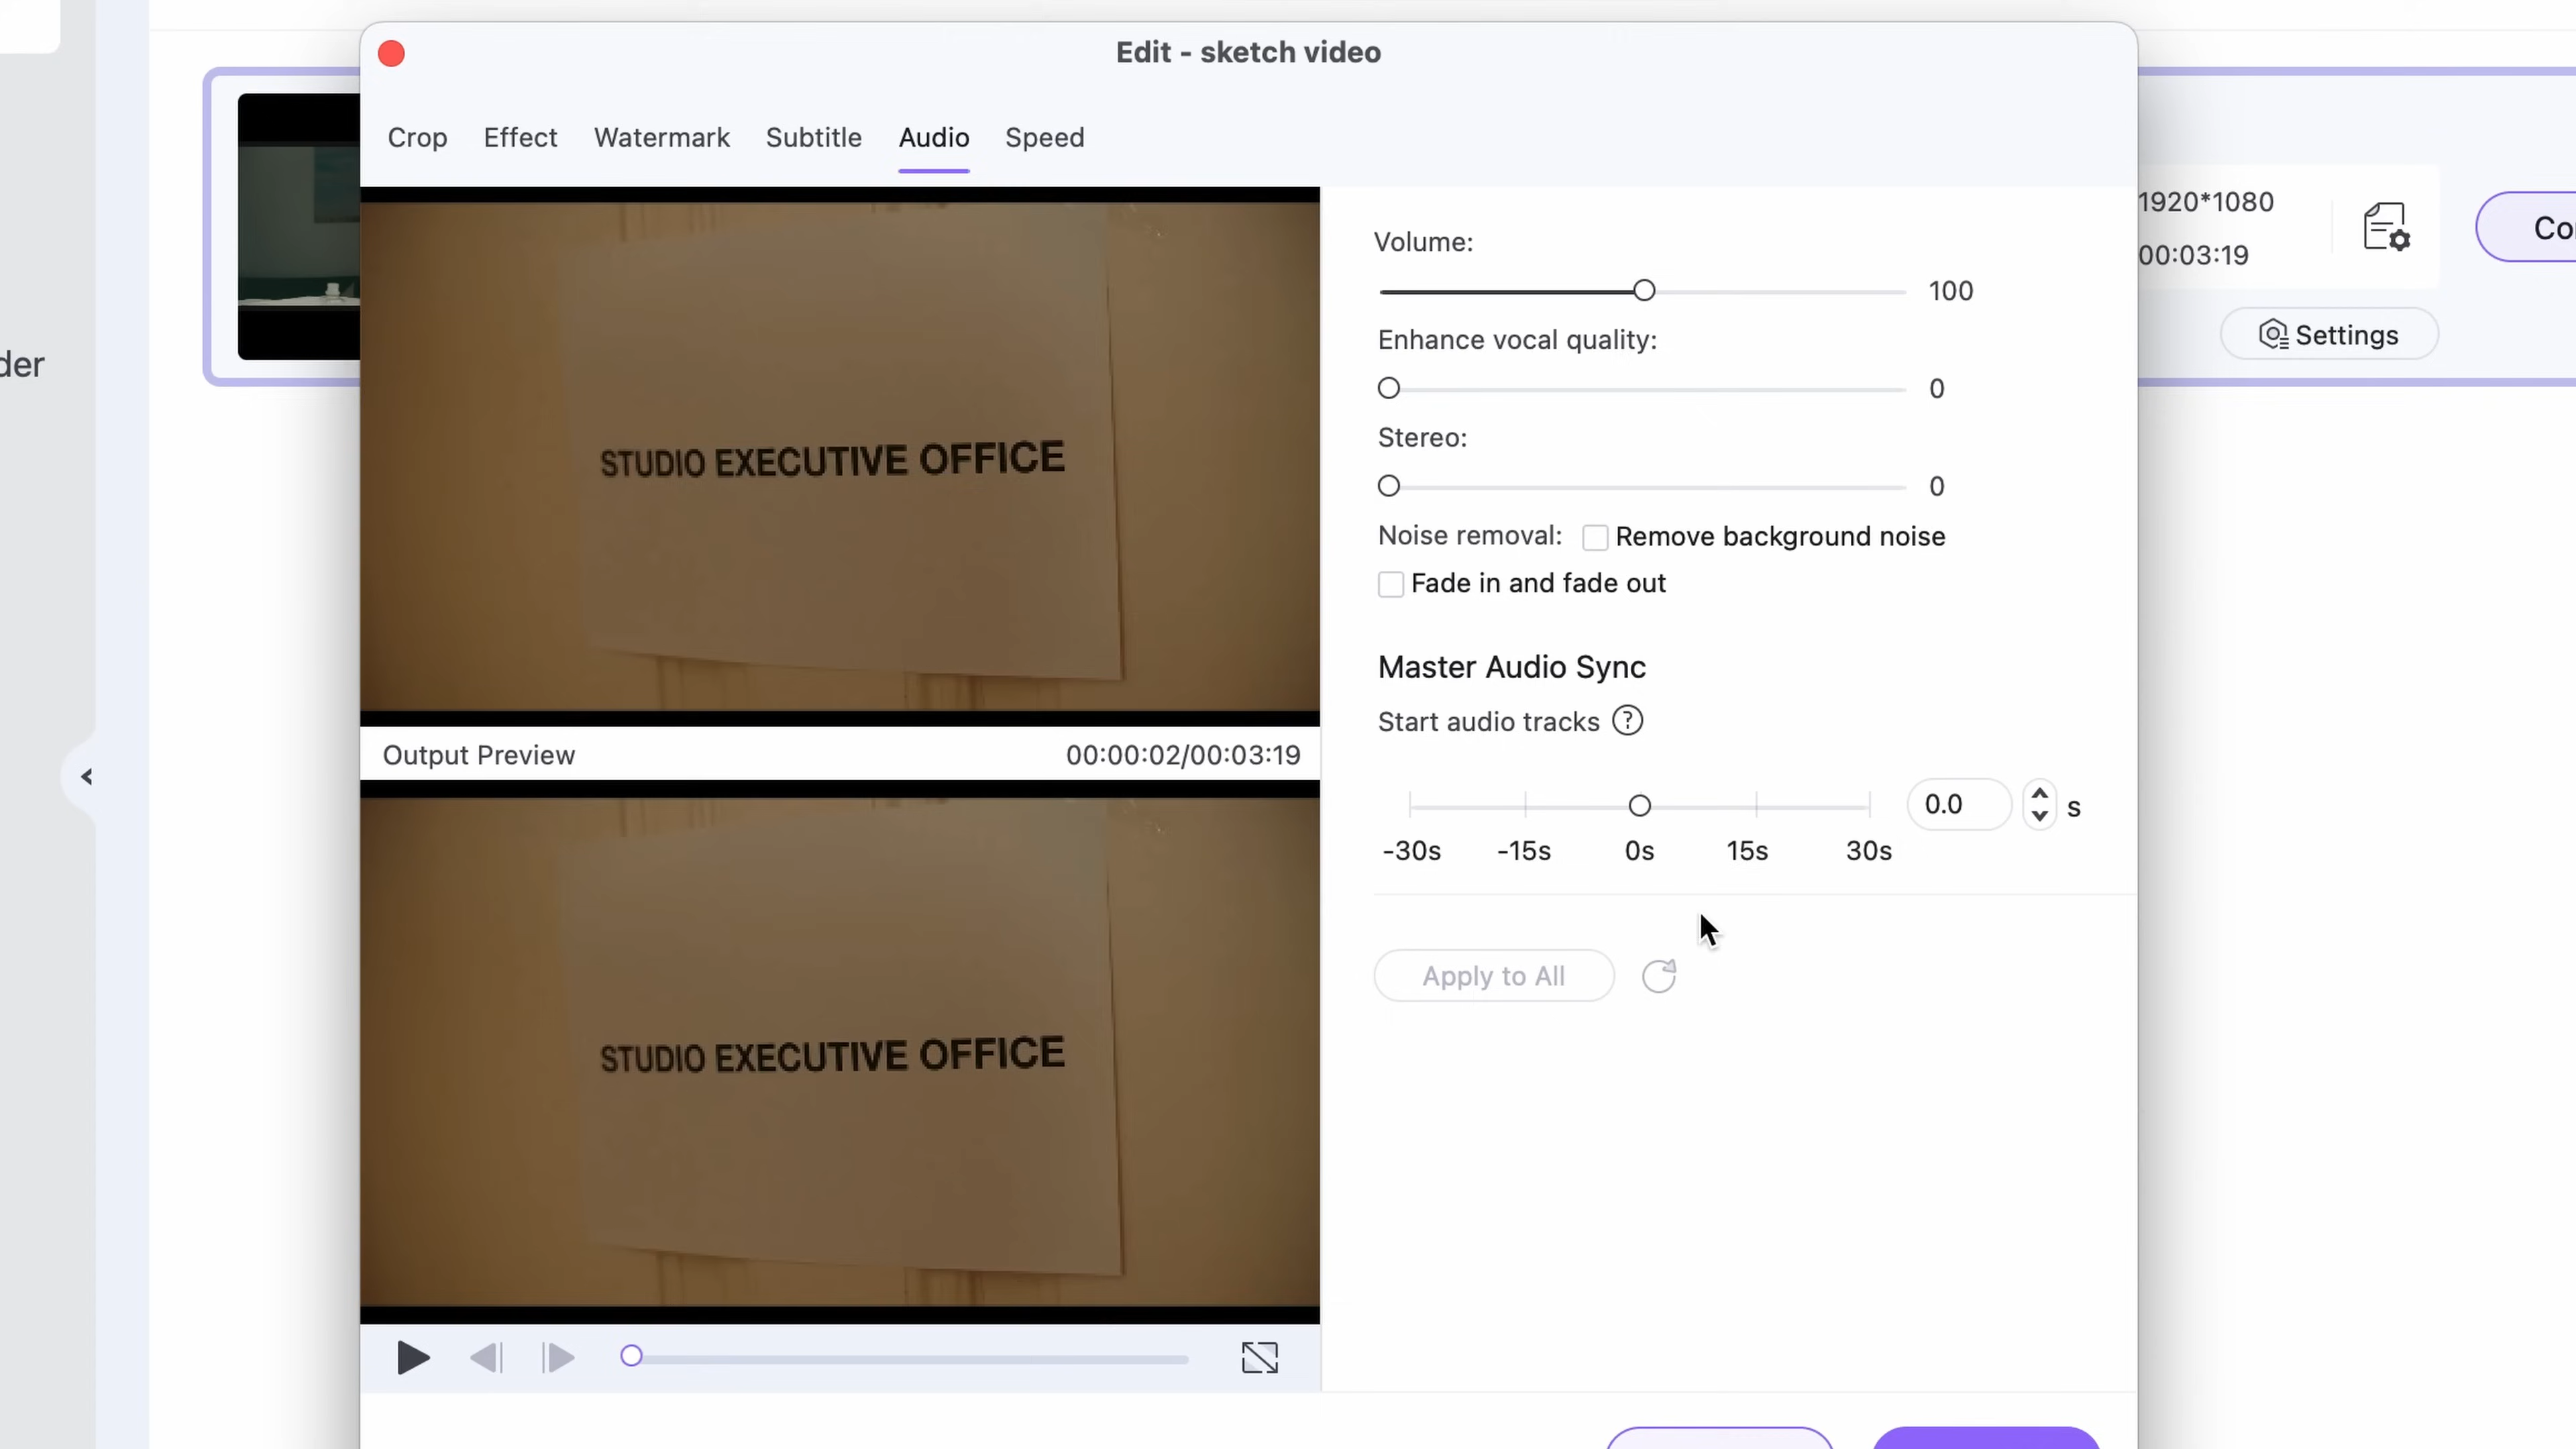 Edit - sketch video
Crop Effect Watermark Subtitle Audio Speed
STUDIO EXECUTIVE OFFICE
Output Preview 00:00:02/00:03:19
STUDIO EXECUTIVE OFFICE
Volume:
100
Enhance vocal quality:
0
Stereo:
0
Noise removal: Remove background noise
Fade in and fade out
Master Audio Sync
Start audio tracks ?
0.0 s
-30s -15s 0s 15s 30s
Apply to All
1920*1080
00:03:19
Settings
Co
der